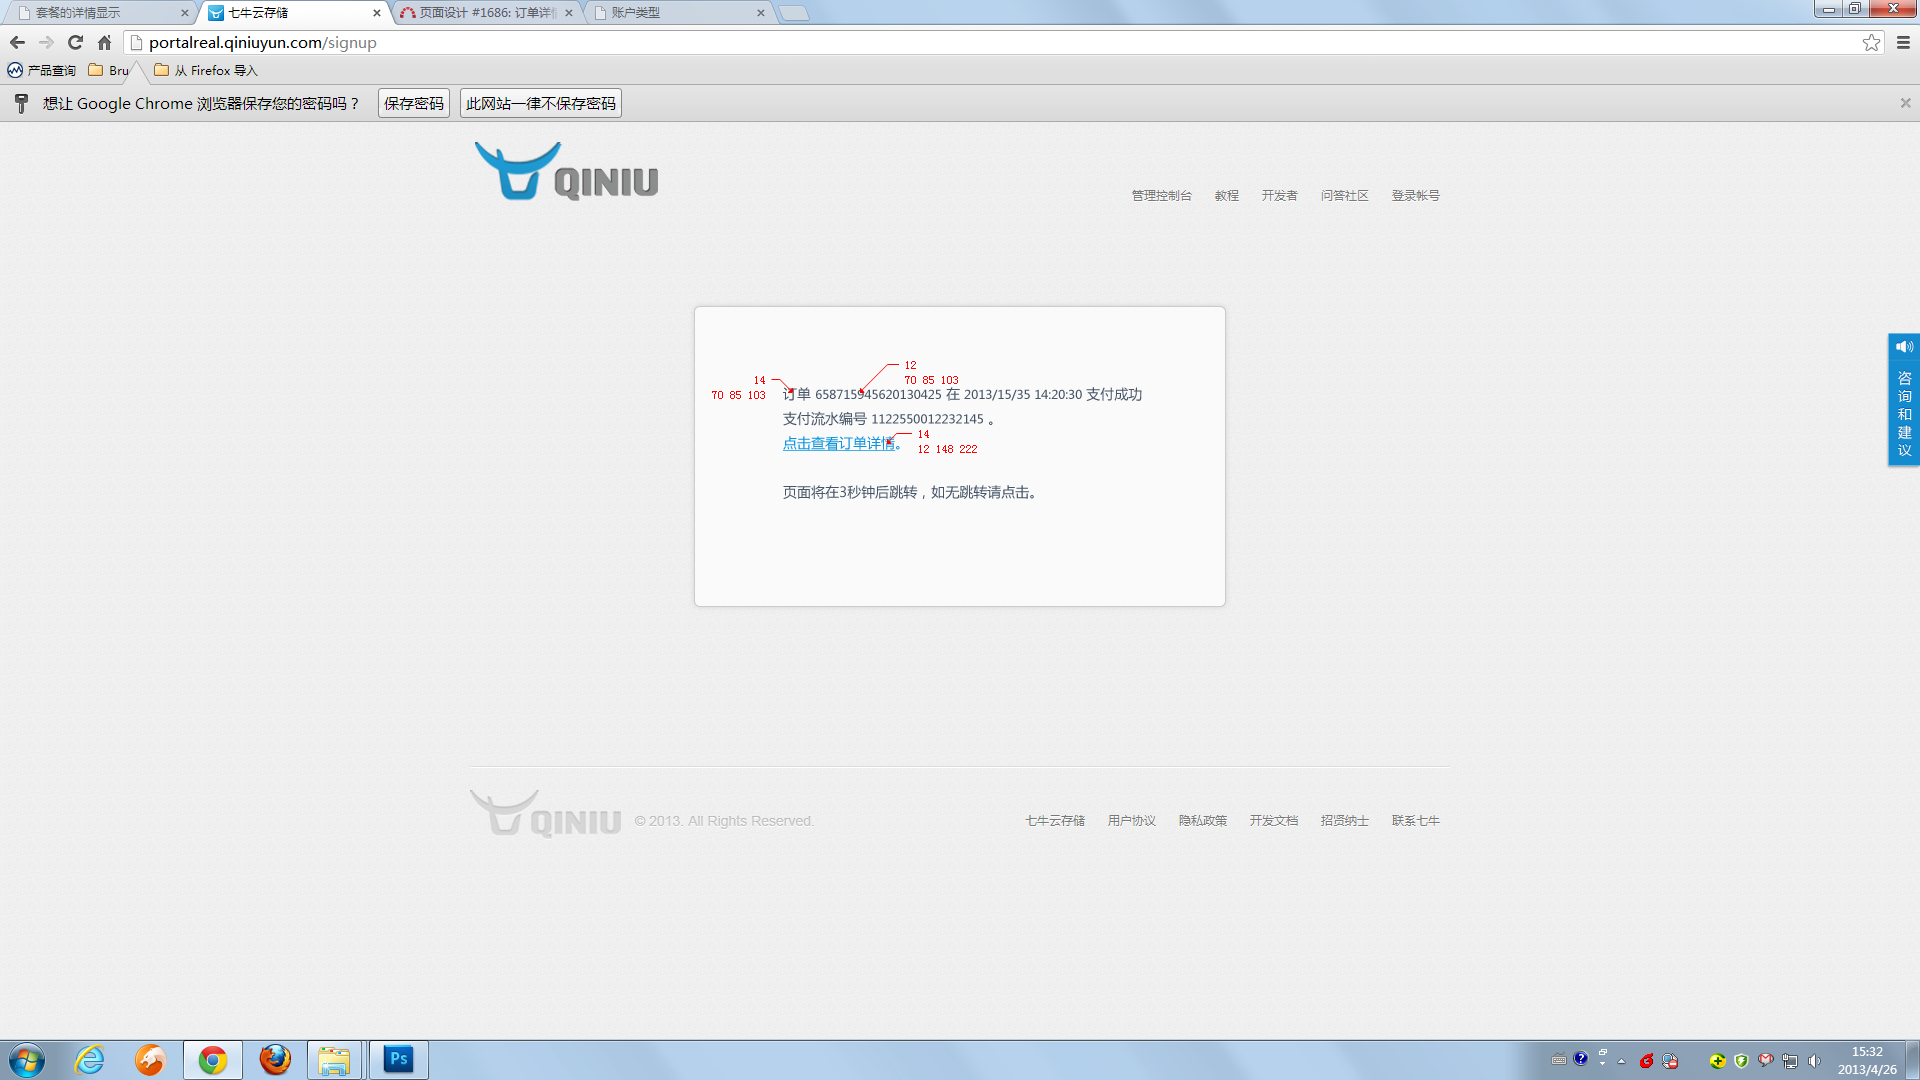 套餐的详情显示
七牛云存储
页面设计 #1686: 订单详
账户类型
portalreal.qiniuyun.com/signup
产品查询
Bru
从 Firefox 导入
想让 Google Chrome 浏览器保存您的密码吗？
保存密码
此网站一律不保存密码
QINIU
管理控制台 教程 开发者 问答社区 登录帐号
12
70 85 103
14
70 85 103
订单 658715945620130425 在 2013/15/35 14:20:30 支付成功
支付流水编号 1122550012232145 。
点击查看订单详情。
14
12 148 222
页面将在3秒钟后跳转，如无跳转请点击。
咨询和建议
QINIU
© 2013. All Rights Reserved.
七牛云存储 用户协议 隐私政策 开发文档 招贤纳士 联系七牛
Ps
15:32
2013/4/26